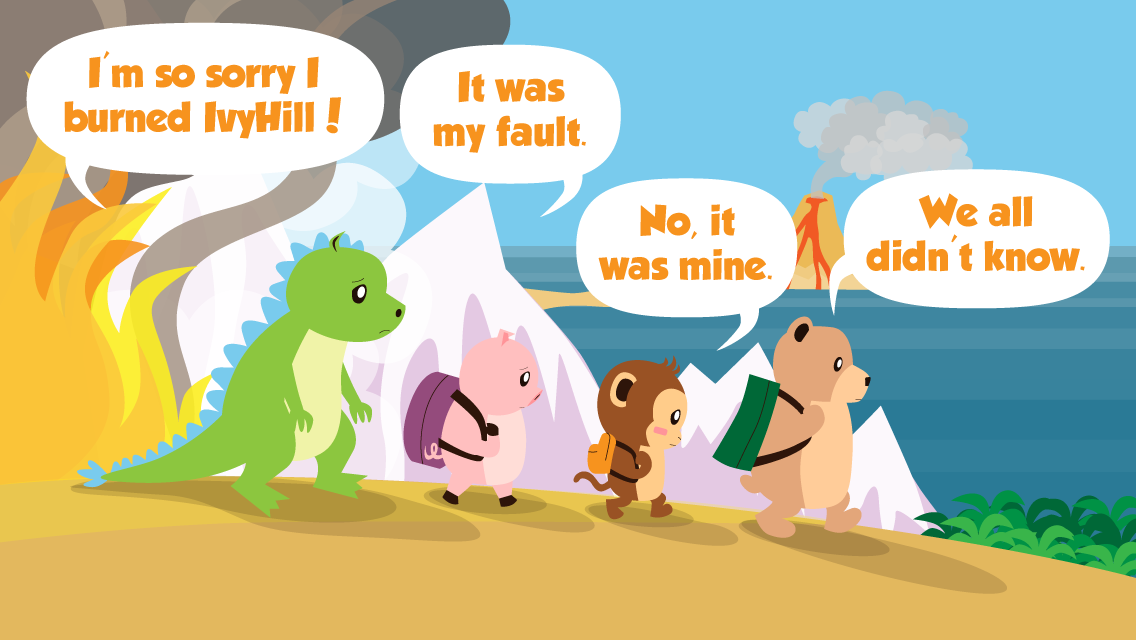 I'm so sorry I
burned IvyHill!
It was
my fault.
No, it
was mine.
We all
didn't know.